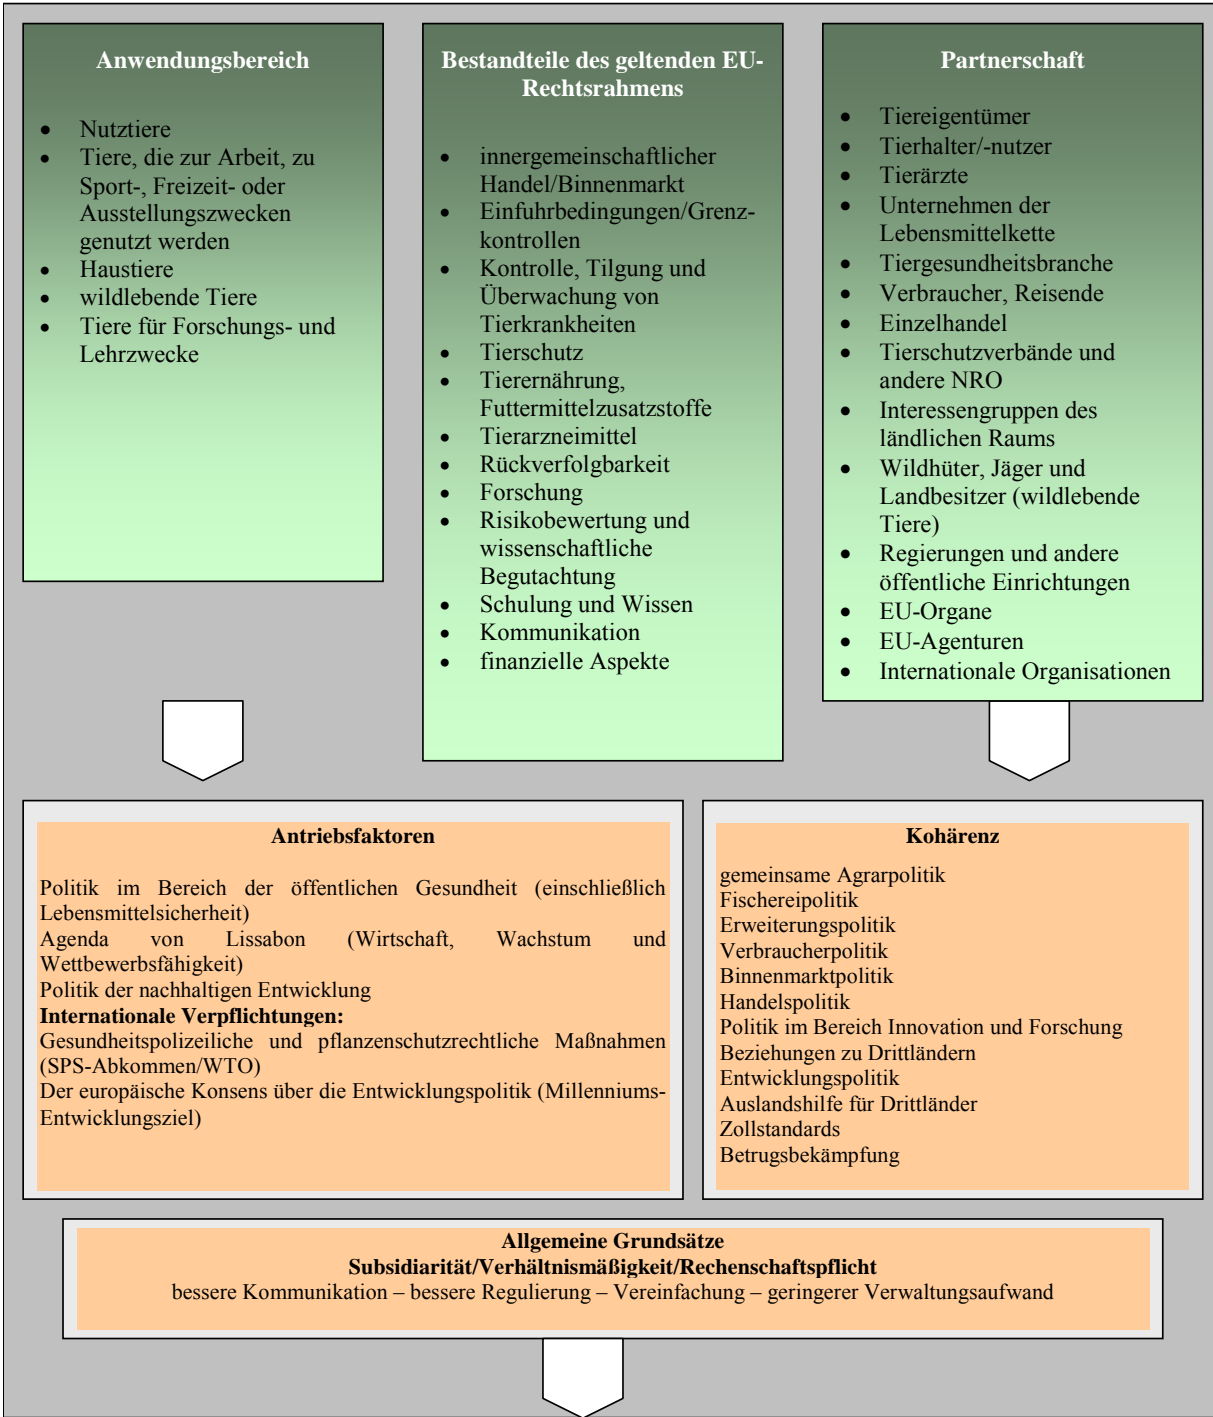 Anwendungsbereich
• Nutztiere
• Tiere, die zur Arbeit, zu
Sport-, Freizeit- oder
Ausstellungszwecken
genutzt werden
• Haustiere
• wildlebende Tiere
• Tiere für Forschungs- und
Lehrzwecke
Bestandteile des geltenden EU-
Rechtsrahmens
• innergemeinschaftlicher
Handel/Binnenmarkt
• Einfuhrbedingungen/Grenz-
kontrollen
• Kontrolle, Tilgung und
Überwachung von
Tierkrankheiten
• Tierschutz
• Tierernährung,
Futtermittelzusatzstoffe
• Tierarzneimittel
• Rückverfolgbarkeit
• Forschung
• Risikobewertung und
wissenschaftliche
Begutachtung
• Schulung und Wissen
• Kommunikation
• finanzielle Aspekte
Partnerschaft
• Tiereigentümer
• Tierhalter/-nutzer
• Tierärzte
• Unternehmen der
Lebensmittelkette
• Tiergesundheitsbranche
• Verbraucher, Reisende
• Einzelhandel
• Tierschutzverbände und
andere NRO
• Interessengruppen des
ländlichen Raums
• Wildhüter, Jäger und
Landbesitzer (wildlebende
Tiere)
• Regierungen und andere
öffentliche Einrichtungen
• EU-Organe
• EU-Agenturen
• Internationale Organisationen
Antriebsfaktoren
Politik im Bereich der öffentlichen Gesundheit (einschließlich
Lebensmittelsicherheit)
Agenda von Lissabon (Wirtschaft, Wachstum und
Wettbewerbsfähigkeit)
Politik der nachhaltigen Entwicklung
Internationale Verpflichtungen:
Gesundheitspolizeiliche und pflanzenschutzrechtliche Maßnahmen
(SPS-Abkommen/WTO)
Der europäische Konsens über die Entwicklungspolitik (Millenniums-
Entwicklungsziel)
Kohärenz
gemeinsame Agrarpolitik
Fischereipolitik
Erweiterungspolitik
Verbraucherpolitik
Binnenmarktpolitik
Handelspolitik
Politik im Bereich Innovation und Forschung
Beziehungen zu Drittländern
Entwicklungspolitik
Auslandshilfe für Drittländer
Zollstandards
Betrugsbekämpfung
Allgemeine Grundsätze
Subsidiarität/Verhältnismäßigkeit/Rechenschaftspflicht
bessere Kommunikation – bessere Regulierung – Vereinfachung – geringerer Verwaltungsaufwand